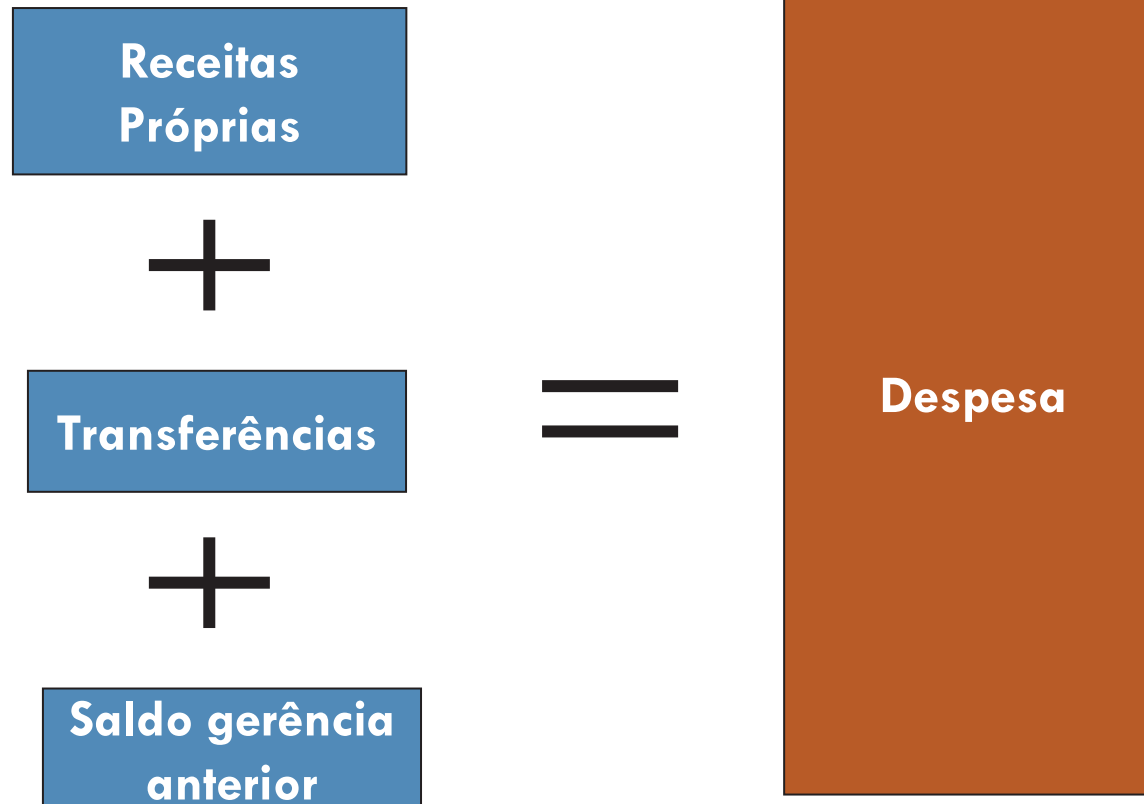 Receitas
Próprias
Transferências
Despesa
Saldo gerência
anterior